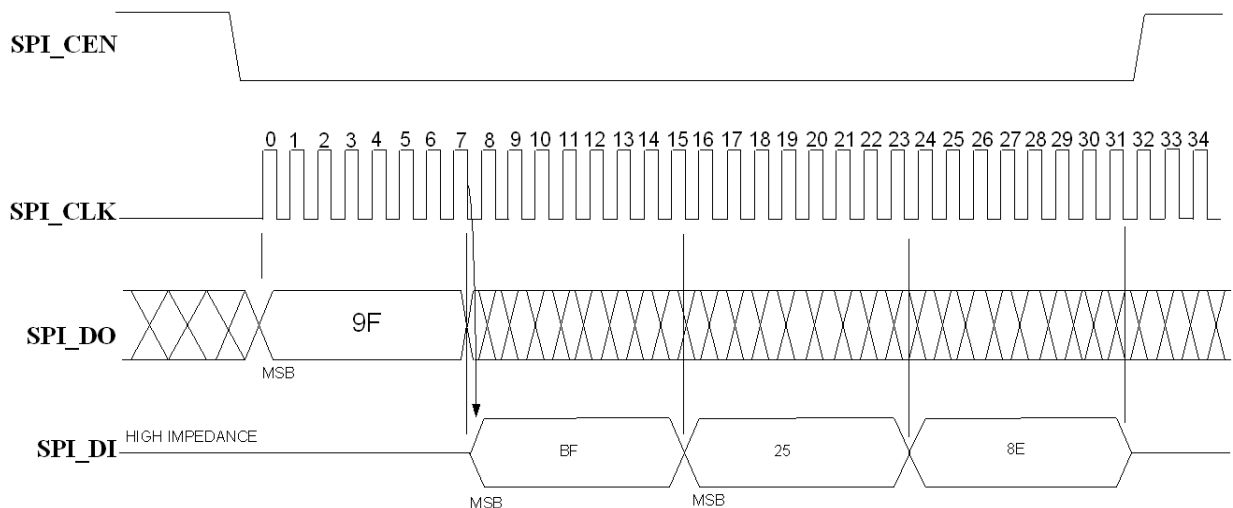 SPI_CEN
0 1 2 3 4 5 6 7 8 9 10 11 12 13 14 15 16 17 18 19 20 21 22 23 24 25 26 27 28 29 30 31 32 33 34
SPI_CLK
9F
SPI_DO
MSB
HIGH IMPEDANCE
SPI_DI
BF 25 8E
MSB MSB